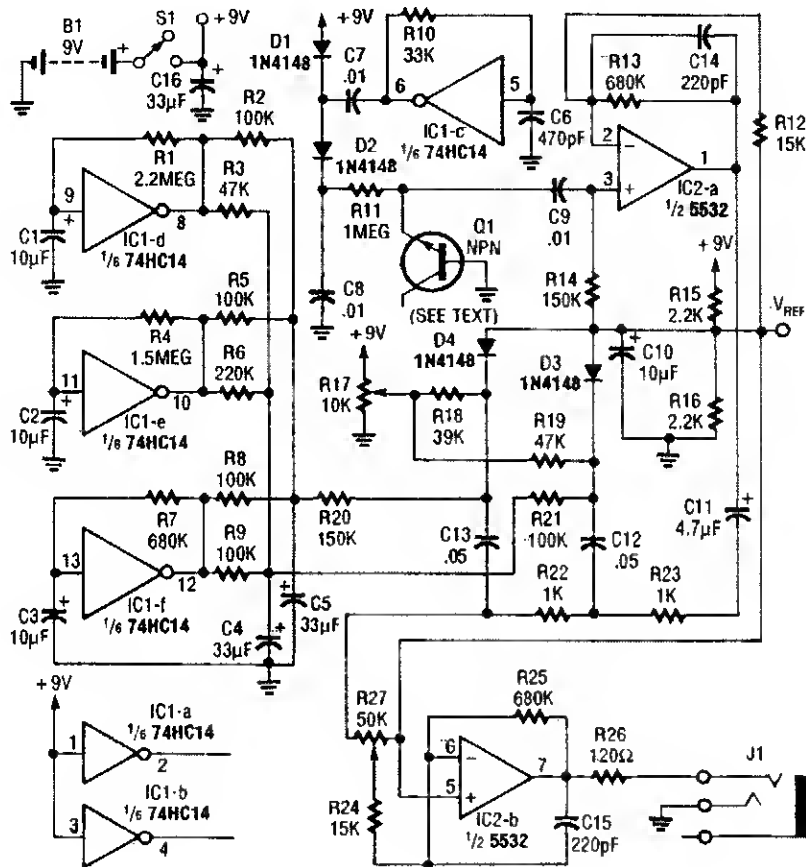 B1
9V
S1
+9V
C16
33µF
+
+
D1
1N4148
+9V
C7
.01
R10
33K
6
5
IC1-c
1/6 74HC14
C6
470pF
R13
680K
C14
220pF
R12
15K
2
−
3
+
1
IC2-a
1/2 5532
R2
100K
R1
2.2MEG
R3
47K
9
8
IC1-d
1/6 74HC14
C1
10µF
+
D2
1N4148
R11
1MEG
C8
.01
Q1
NPN
(SEE TEXT)
C9
.01
R14
150K
+9V
R15
2.2K
VREF
R16
2.2K
C10
10µF
+
R5
100K
R4
1.5MEG
R6
220K
11
10
IC1-e
1/6 74HC14
C2
10µF
+
+9V
R17
10K
D4
1N4148
D3
1N4148
R18
39K
R19
47K
R8
100K
R7
680K
R9
100K
13
12
IC1-f
1/6 74HC14
C3
10µF
+
R20
150K
C13
.05
R21
100K
C12
.05
C11
4.7µF
+
R22
1K
R23
1K
C5
33µF
+
C4
33µF
+
+9V
IC1-a
1/6 74HC14
1
2
IC1-b
1/6 74HC14
3
4
R27
50K
R24
15K
R25
680K
6
−
5
+
7
IC2-b
1/2 5532
R26
120Ω
C15
220pF
J1